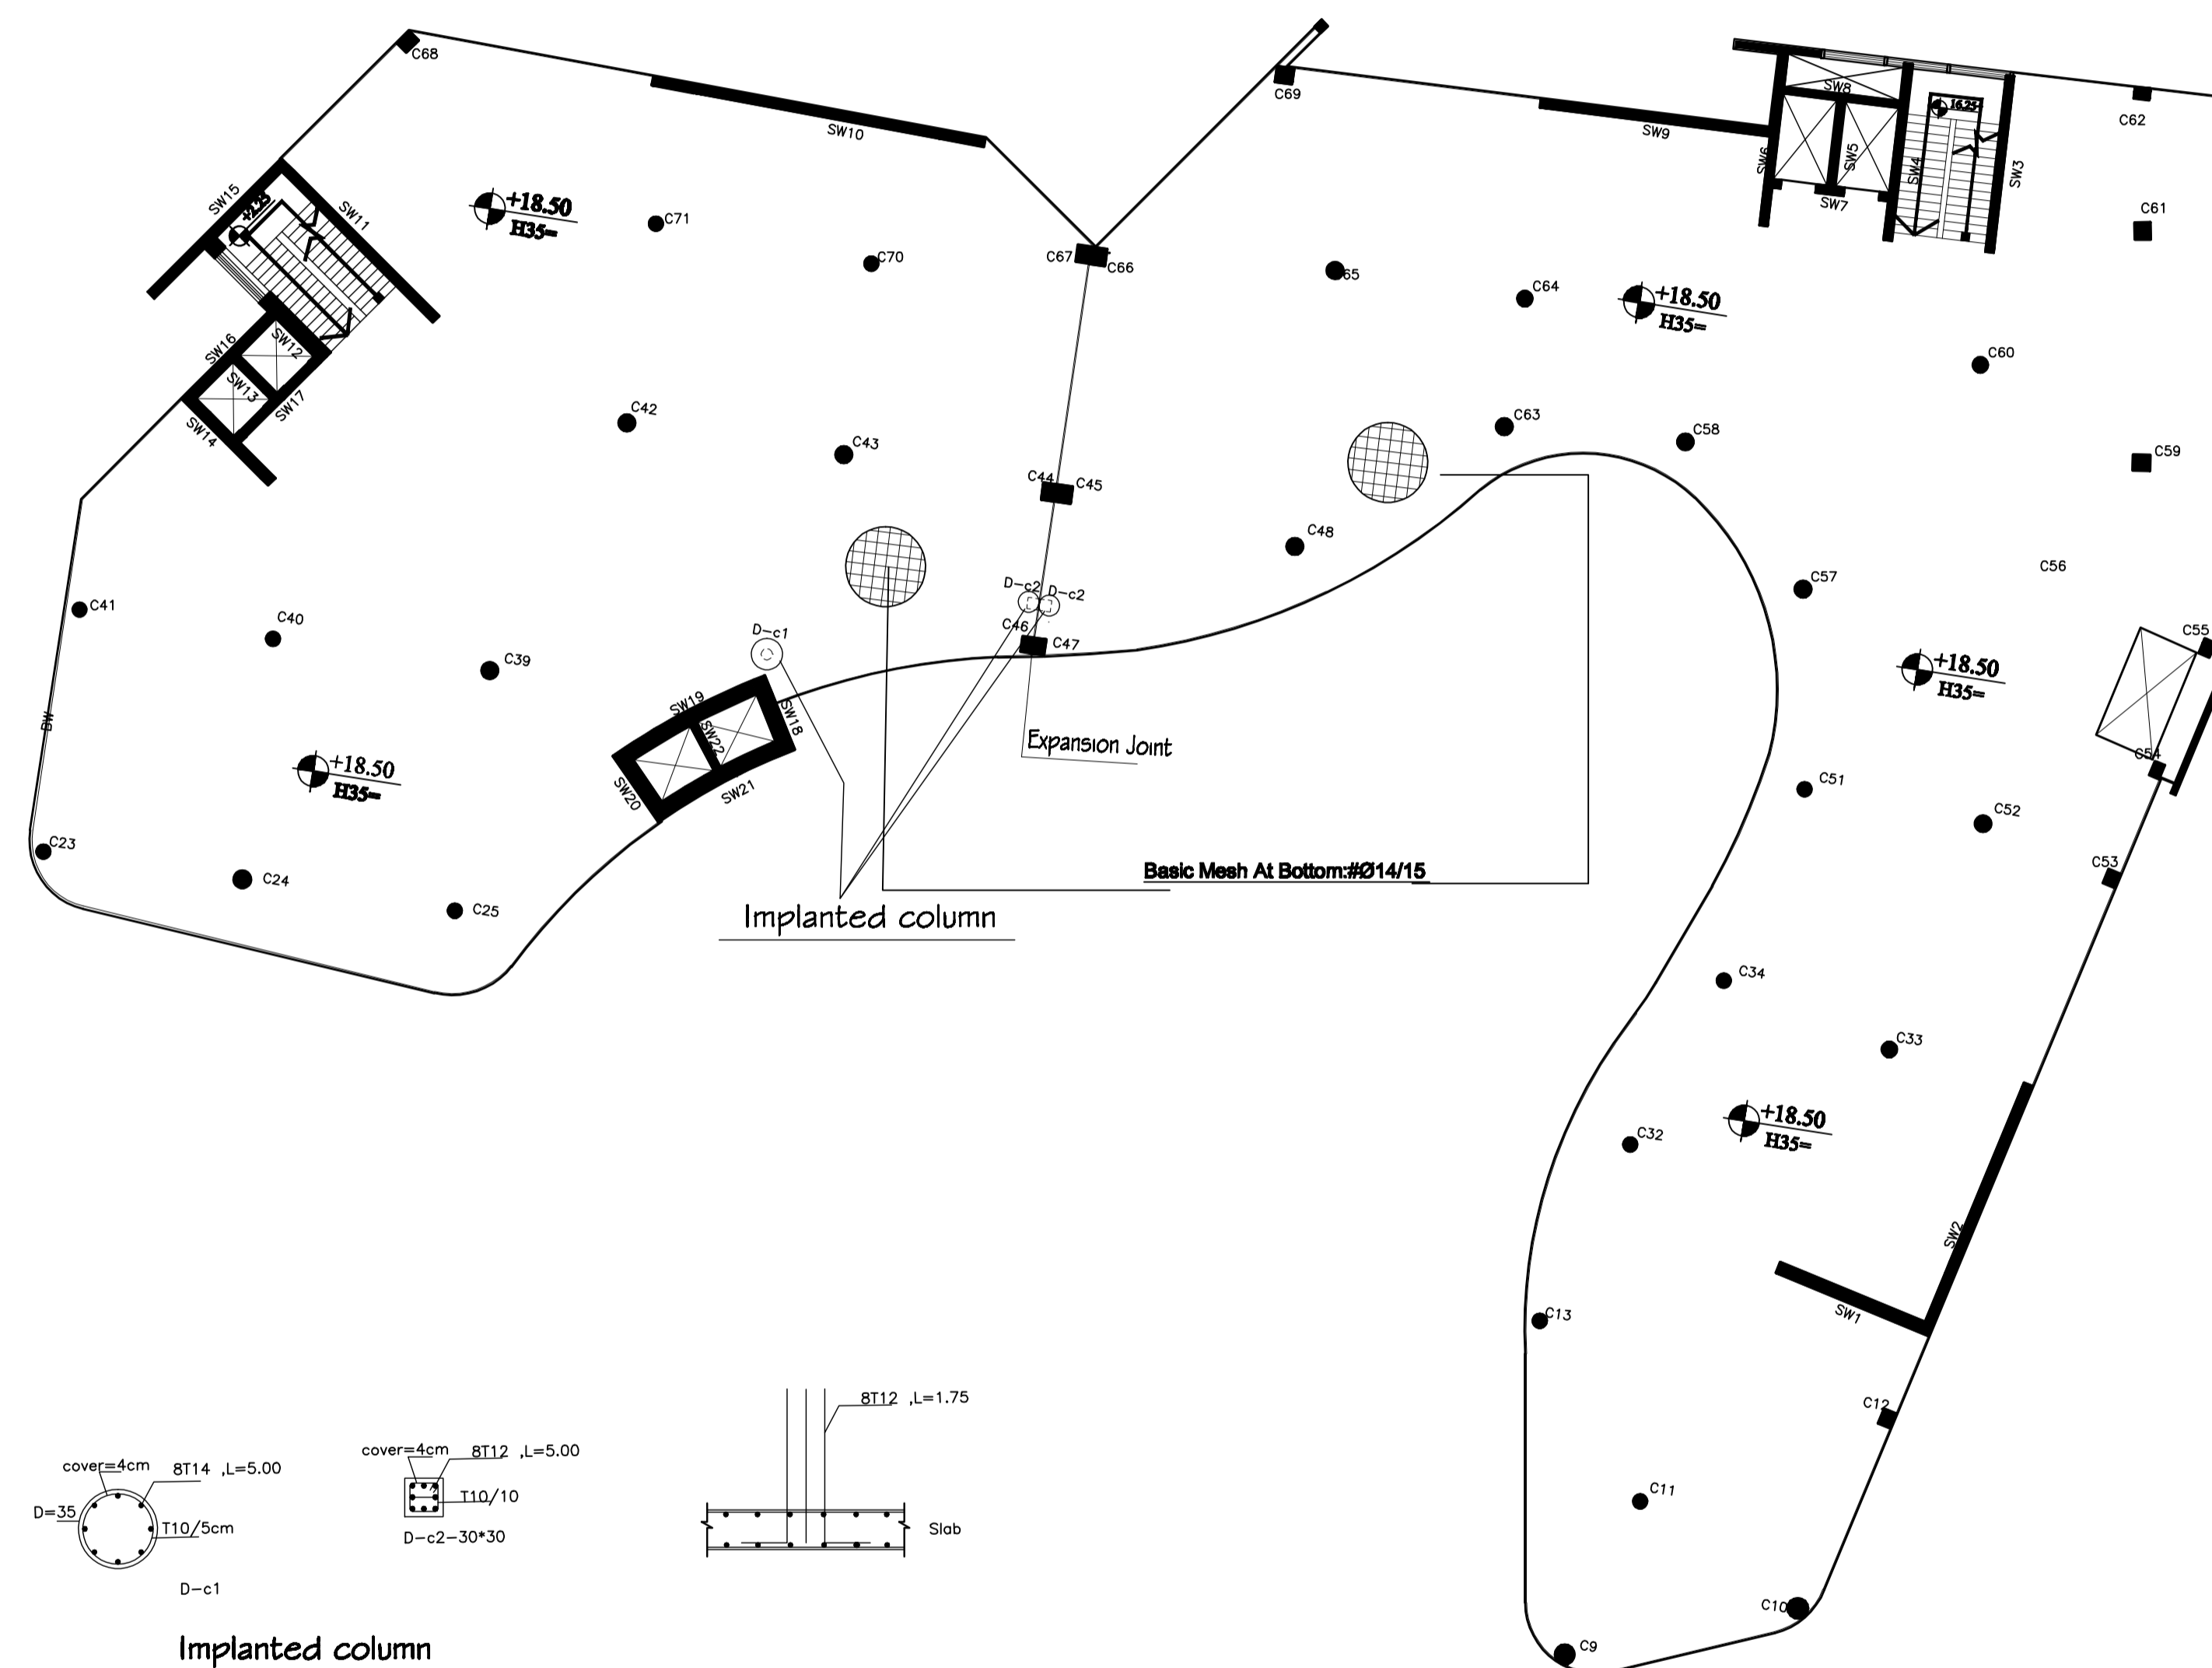 C68
C69
SW8
16.25
C62
SW10
SW9
SW6
SW5
SW4
SW3
SW7
SW15
+2.25
SW11
+18.50
H35=
C71
C61
C70
C67
C66
C65
C64
+18.50
H35=
SW16
SW12
SW13
SW17
SW14
C60
C42
C43
C63
C58
C59
C44
C45
C48
C56
C57
C41
C40
D-c2
D-c2
C46
C47
D-c1
C55
C39
+18.50
H35=
BW
SW19
SW18
SW22
SW20
SW21
Expansion Joint
C54
+18.50
H35=
C51
C52
C23
C24
C25
C53
Basic Mesh At Bottom:#Ø14/15
Implanted column
C34
C33
+18.50
H35=
C32
SW2
SW1
C13
C12
C11
C10
C9
8T12 ,L=1.75
cover=4cm
8T12 ,L=5.00
cover=4cm
8T14 ,L=5.00
T10/10
D=35
T10/5cm
D-c2-30*30
Slab
D-c1
Implanted column